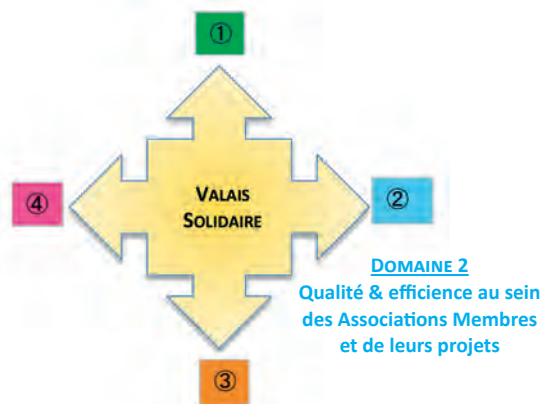 ①
④
VALAIS
SOLIDAIRE
②
DOMAINE 2
Qualité & efficience au sein
des Associations Membres
et de leurs projets
③